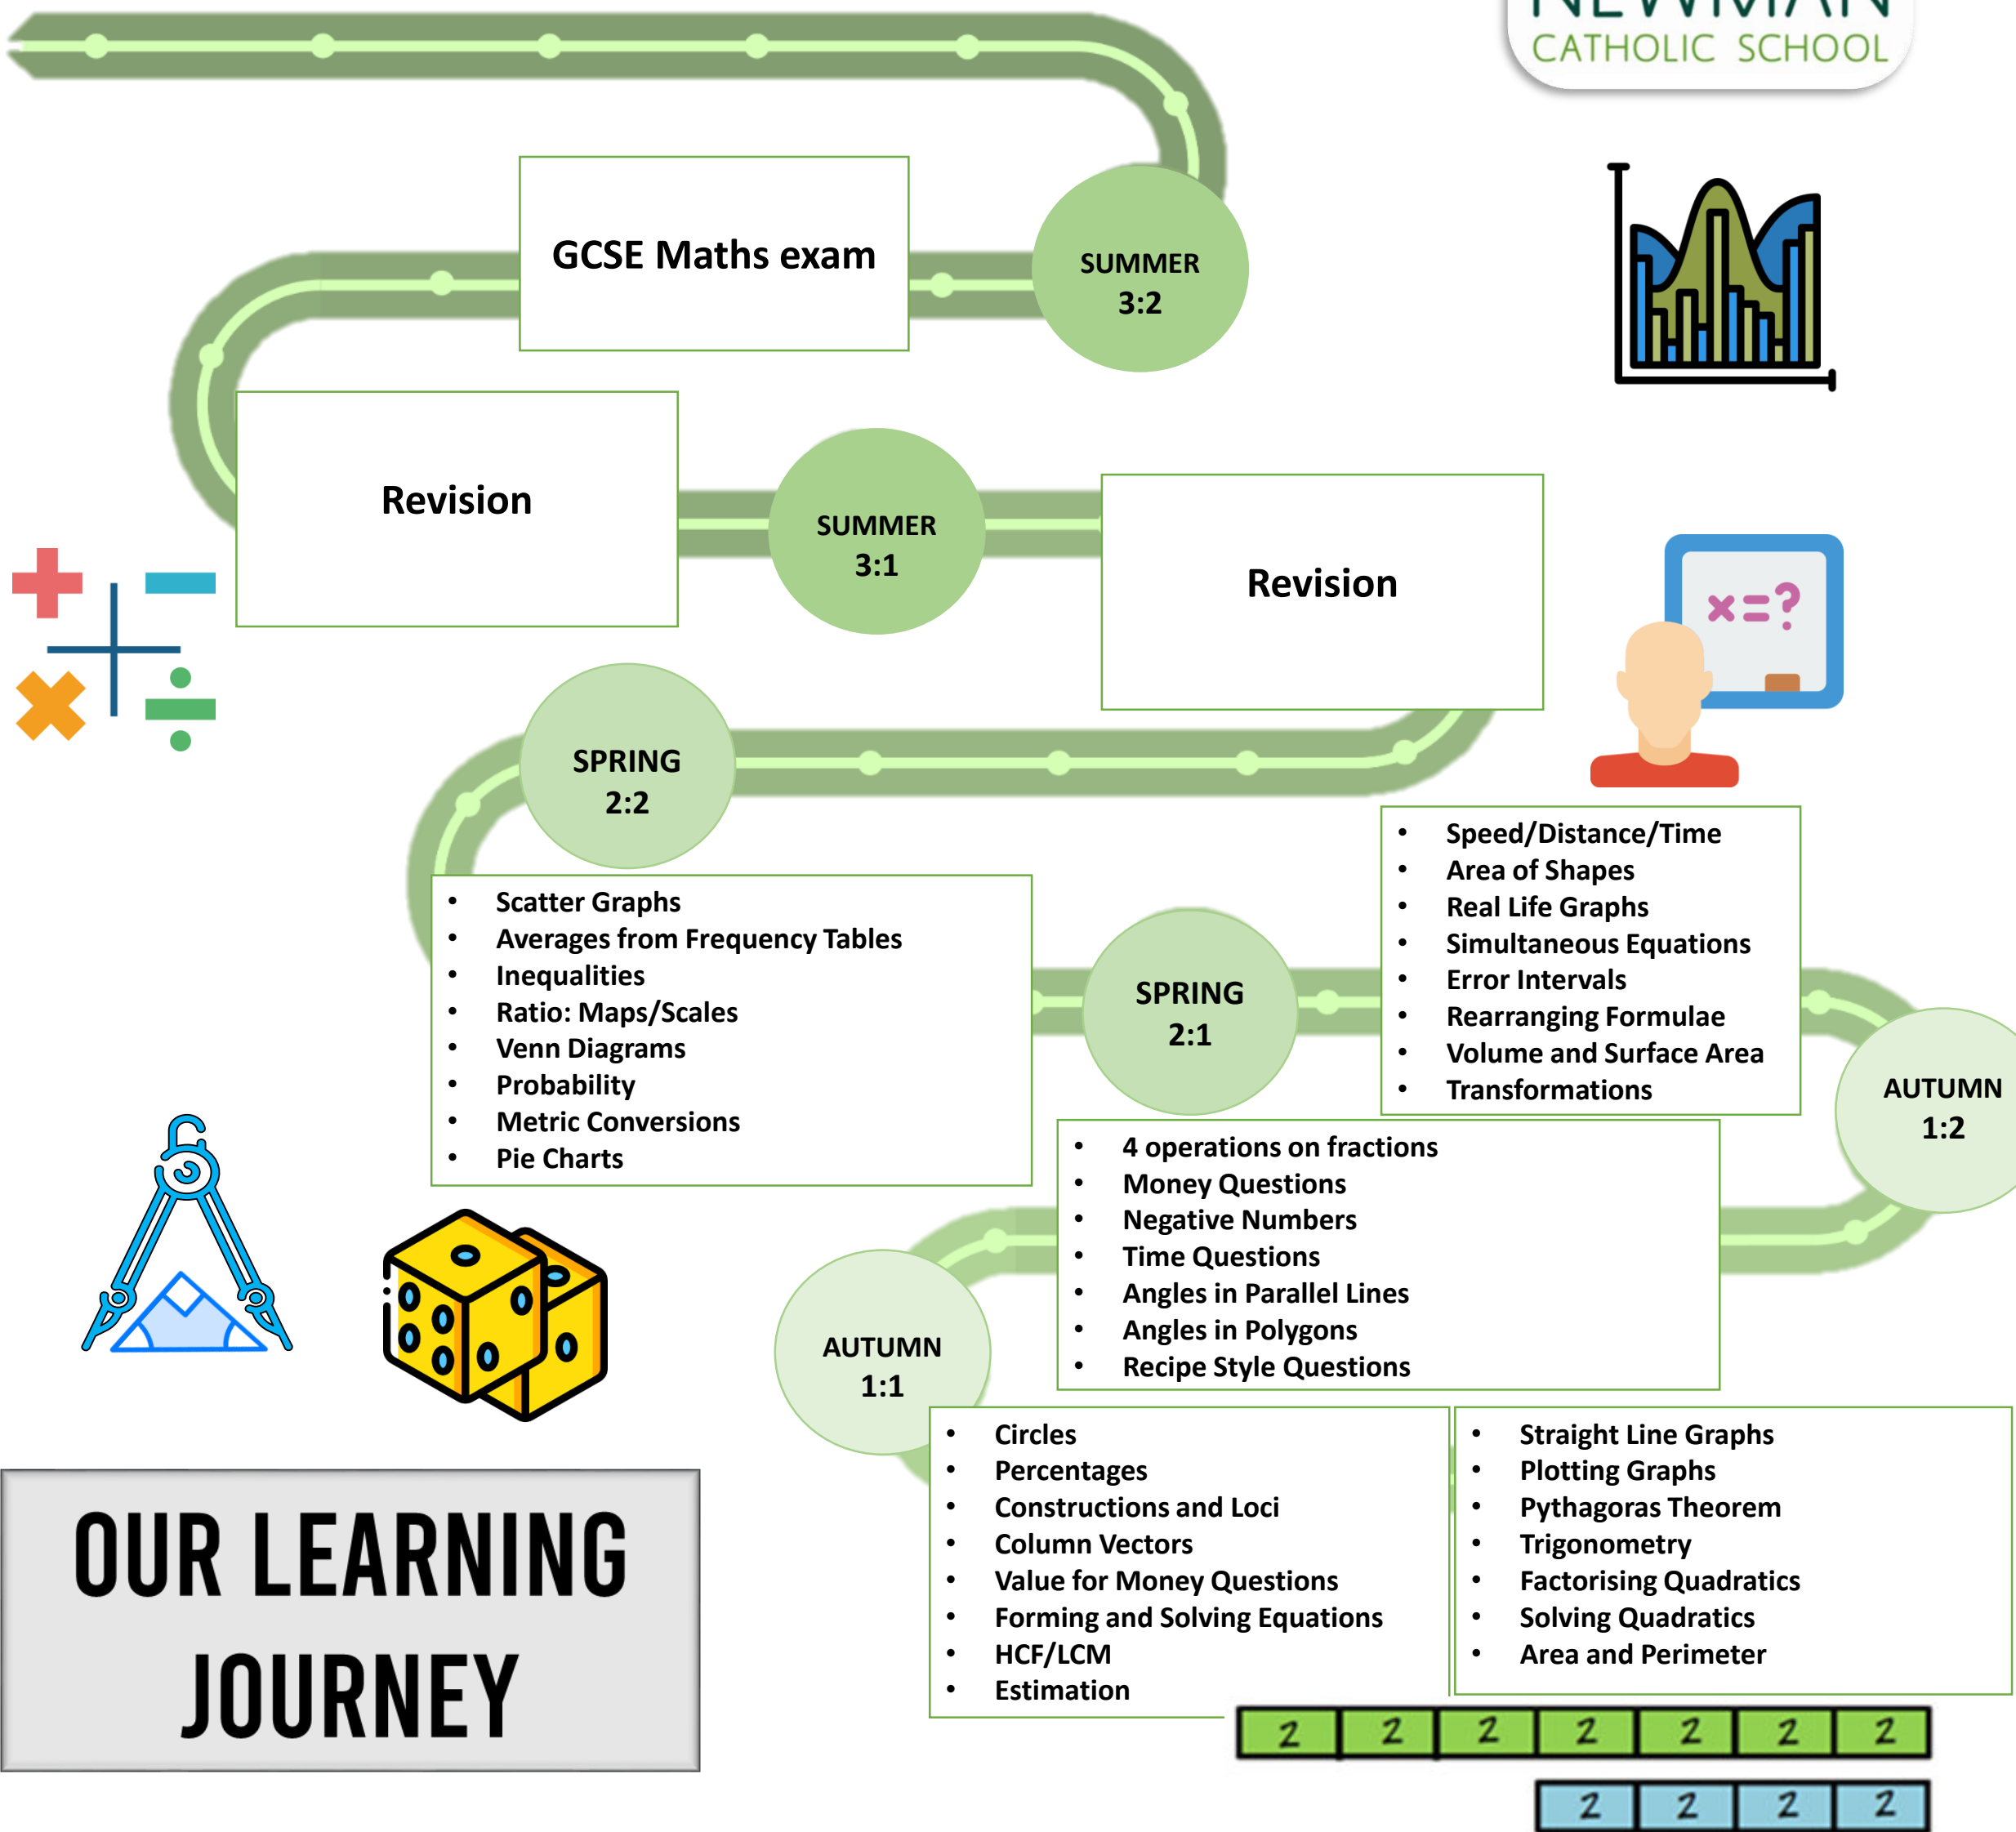 NEWMAN
CATHOLIC SCHOOL
GCSE Maths exam
SUMMER
3:2
Revision
SUMMER
3:1
Revision
x=?
SPRING
2:2
• Speed/Distance/Time
• Area of Shapes
• Real Life Graphs
• Simultaneous Equations
• Error Intervals
• Rearranging Formulae
• Volume and Surface Area
• Transformations
• Scatter Graphs
• Averages from Frequency Tables
• Inequalities
• Ratio: Maps/Scales
• Venn Diagrams
• Probability
• Metric Conversions
• Pie Charts
SPRING
2:1
AUTUMN
1:2
• 4 operations on fractions
• Money Questions
• Negative Numbers
• Time Questions
• Angles in Parallel Lines
• Angles in Polygons
• Recipe Style Questions
AUTUMN
1:1
• Circles
• Percentages
• Constructions and Loci
• Column Vectors
• Value for Money Questions
• Forming and Solving Equations
• HCF/LCM
• Estimation
• Straight Line Graphs
• Plotting Graphs
• Pythagoras Theorem
• Trigonometry
• Factorising Quadratics
• Solving Quadratics
• Area and Perimeter
OUR LEARNING
JOURNEY
2 2 2 2 2 2 2
2 2 2 2